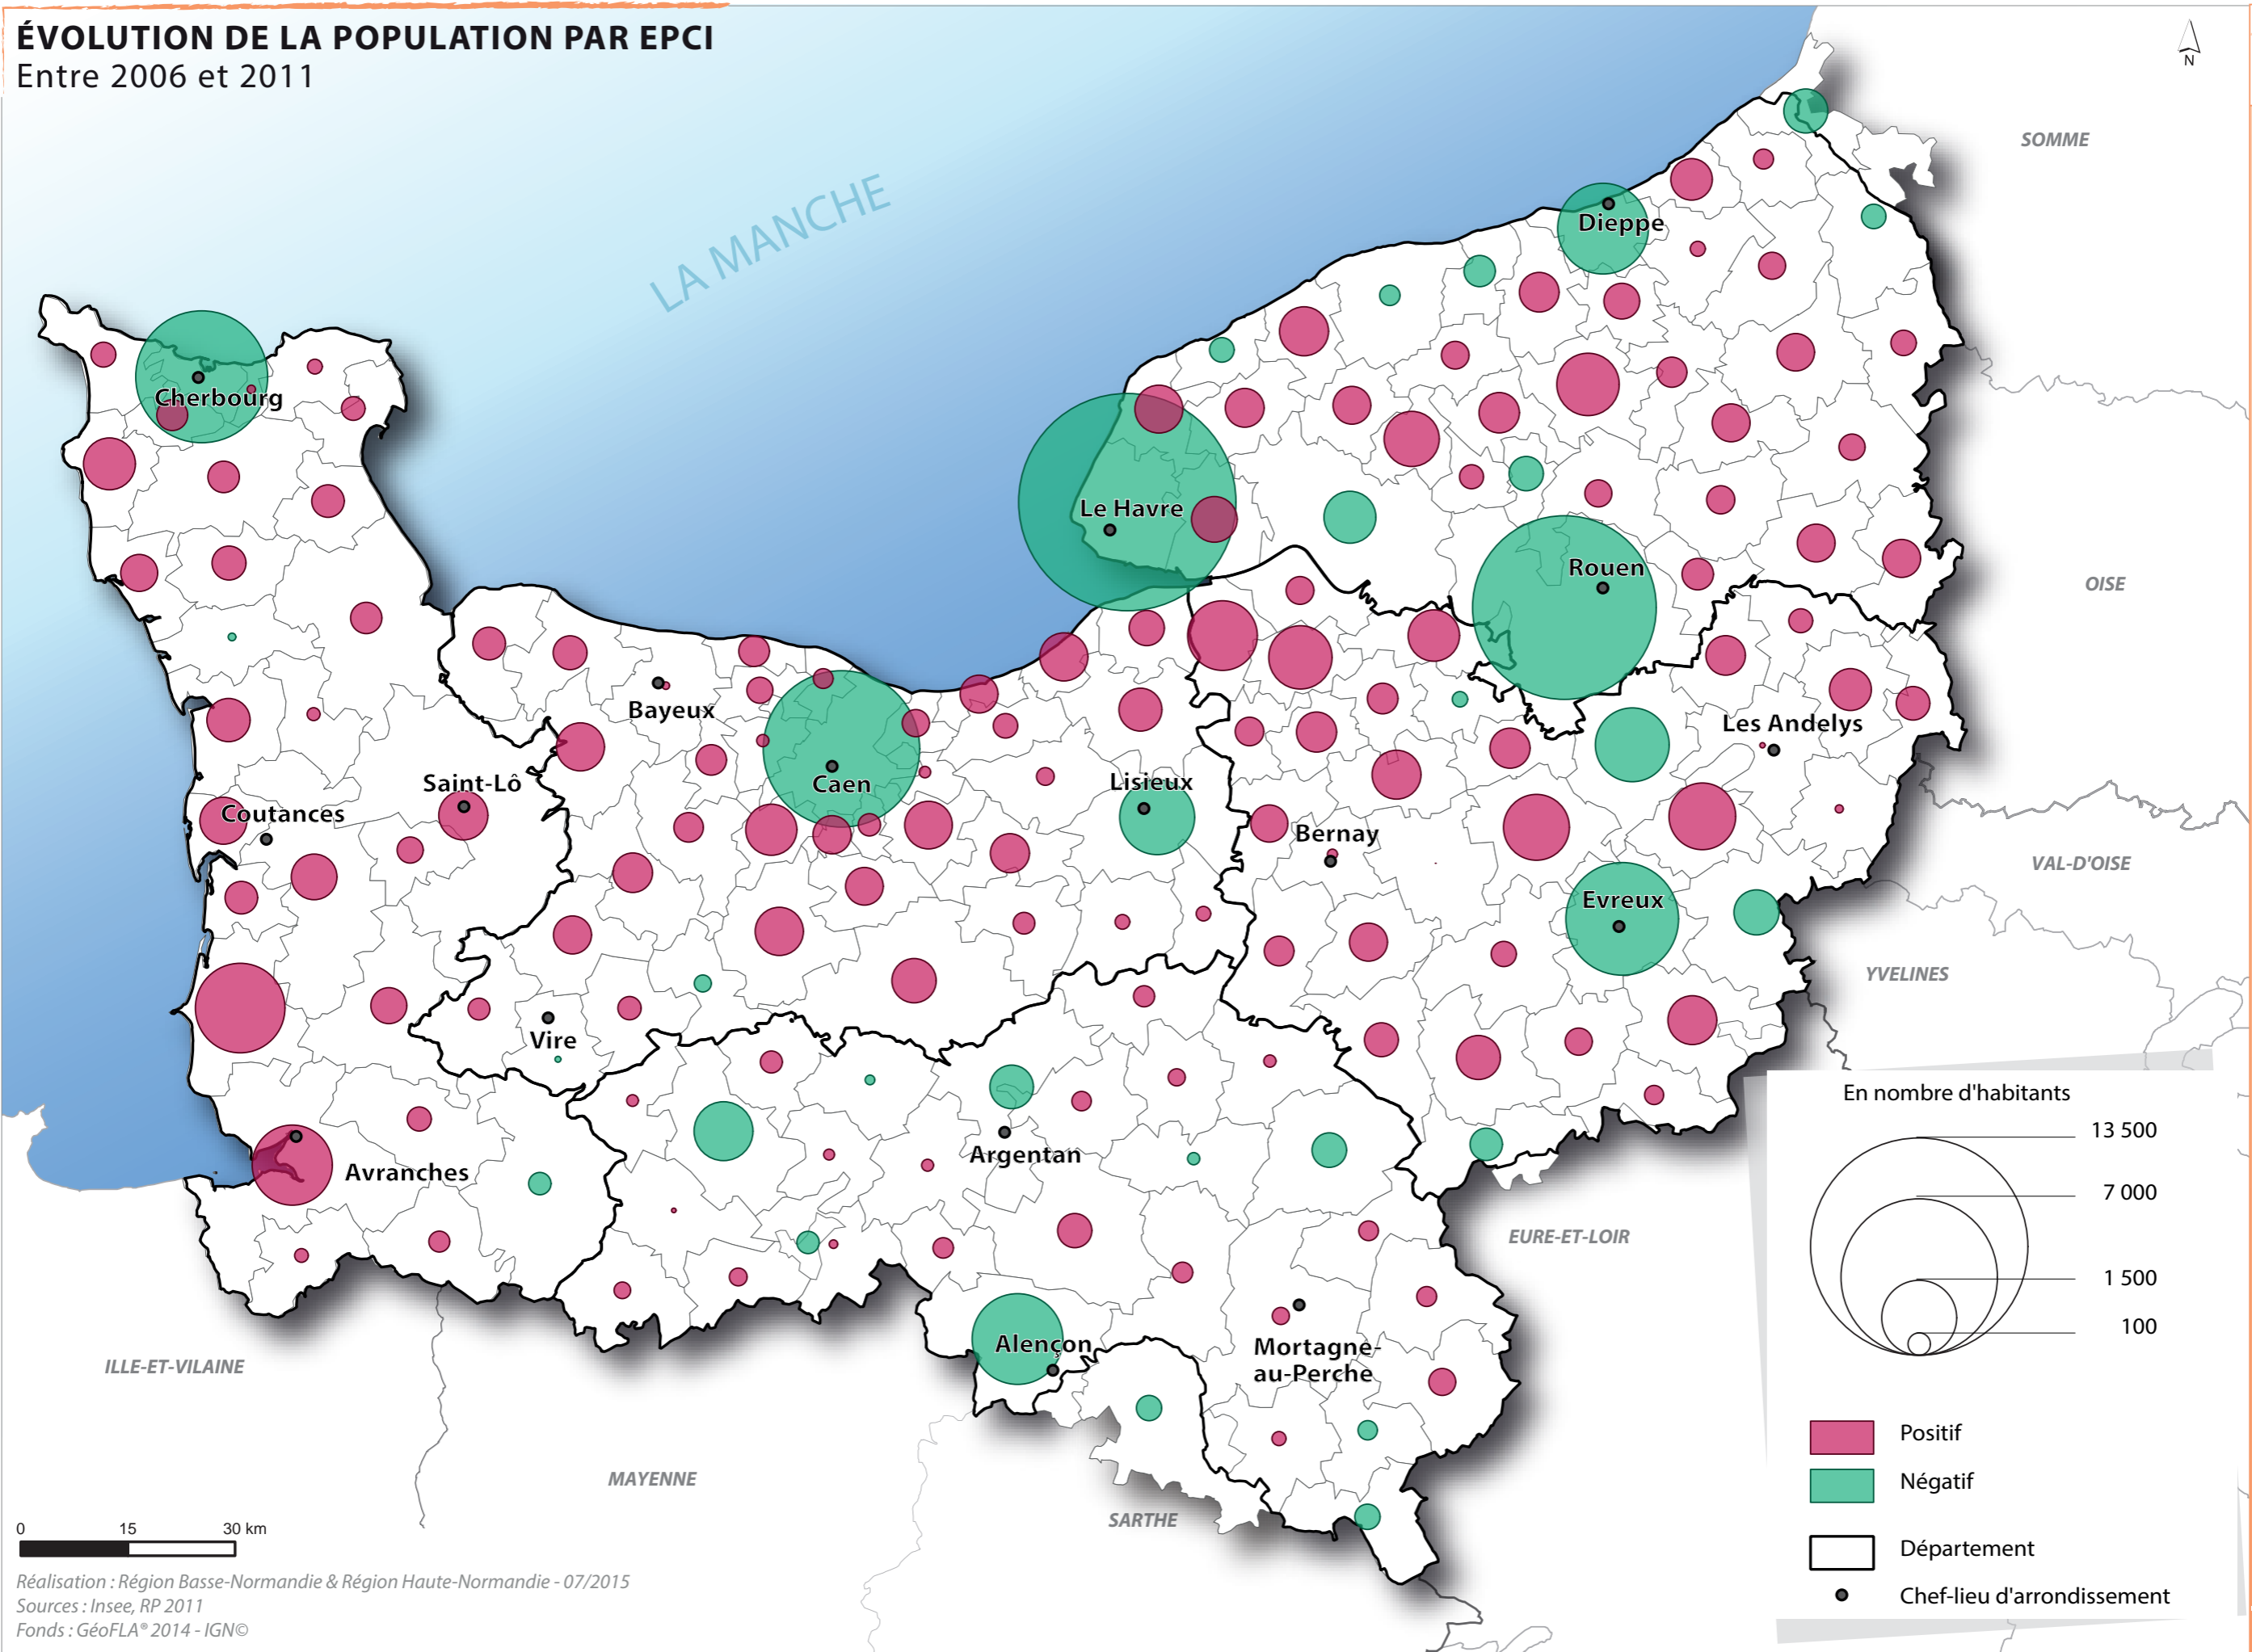 ÉVOLUTION DE LA POPULATION PAR EPCI
Entre 2006 et 2011
N
SOMME
LA MANCHE
Dieppe
Cherbourg
Le Havre
Rouen
OISE
Bayeux
Les Andelys
Saint-Lô
Caen
Lisieux
Coutances
Bernay
VAL-D'OISE
Evreux
YVELINES
Vire
Argentan
Avranches
EURE-ET-LOIR
Alençon
Mortagne-
au-Perche
ILLE-ET-VILAINE
MAYENNE
SARTHE
En nombre d'habitants
13 500
7 000
1 500
100
Positif
Négatif
Département
Chef-lieu d'arrondissement
0 15 30 km
Réalisation : Région Basse-Normandie & Région Haute-Normandie - 07/2015
Sources : Insee, RP 2011
Fonds : GéoFLA® 2014 - IGN©